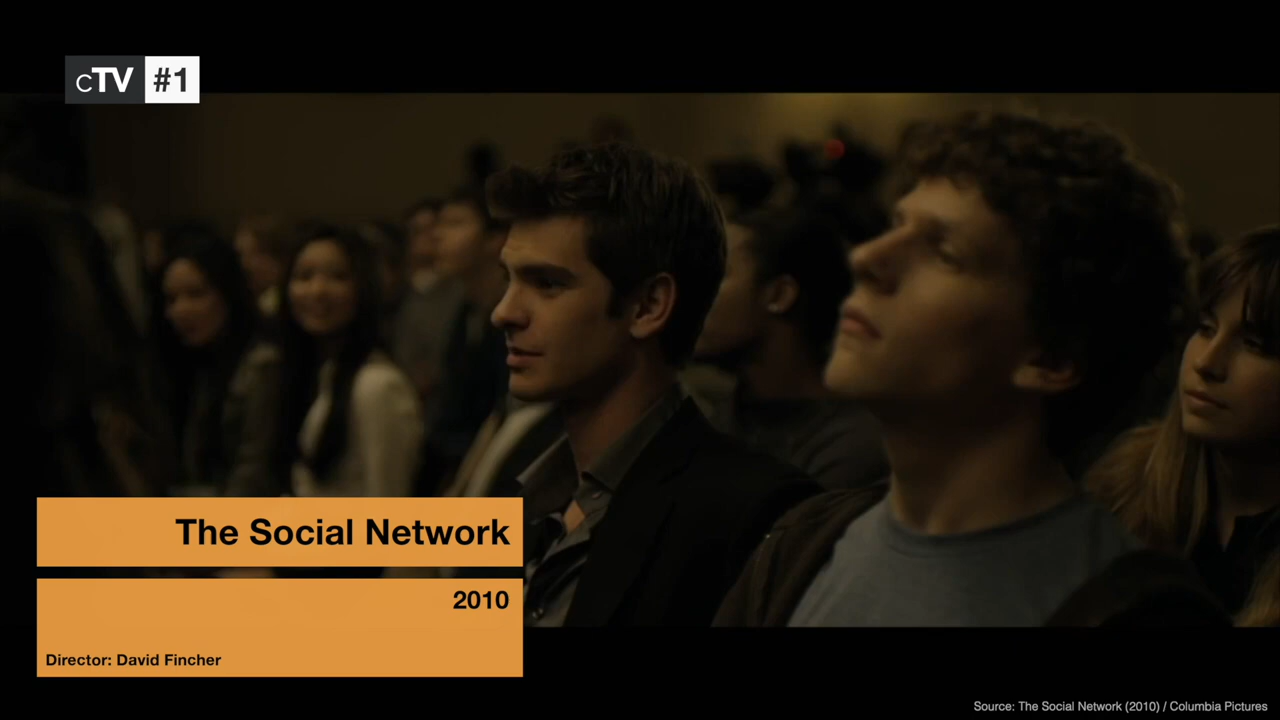 cTV #1
The Social Network
2010
Director: David Fincher
Source: The Social Network (2010) / Columbia Pictures